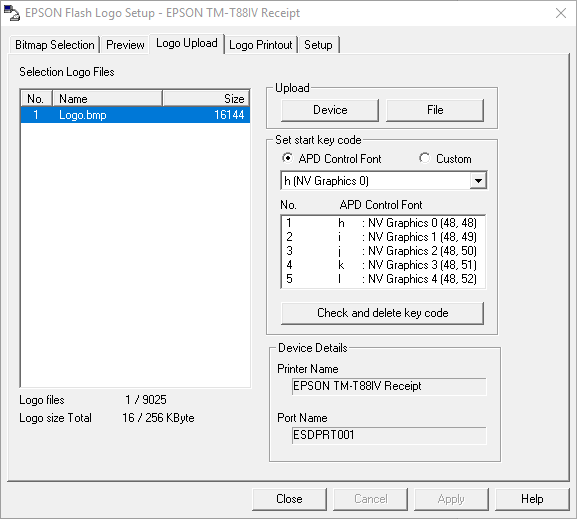 EPSON Flash Logo Setup - EPSON TM-T88IV Receipt
Bitmap Selection Preview Logo Upload Logo Printout Setup
Selection Logo Files
No. Name Size
1 Logo.bmp 16144
Logo files 1 / 9025
Logo size Total 16 / 256 KByte
Upload
Device File
Set start key code
APD Control Font Custom
h (NV Graphics 0)
No. APD Control Font
1 h : NV Graphics 0 (48, 48)
2 i : NV Graphics 1 (48, 49)
3 j : NV Graphics 2 (48, 50)
4 k : NV Graphics 3 (48, 51)
5 l : NV Graphics 4 (48, 52)
Check and delete key code
Device Details
Printer Name
EPSON TM-T88IV Receipt
Port Name
ESDPRT001
Close Cancel Apply Help